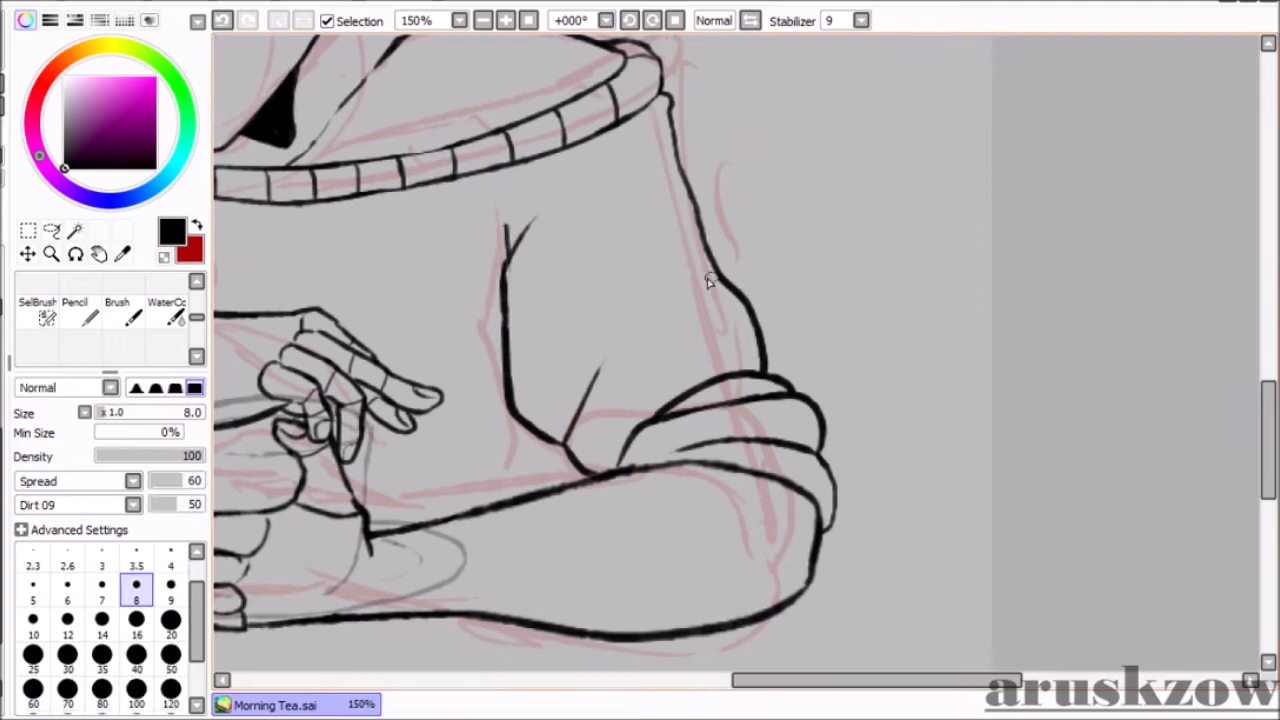 Selection 150% +000° Normal Stabilizer 9
SelBrush Pencil Brush WaterCo
Normal
Size x 1.0 8.0
Min Size 0%
Density 100
Spread 60
Dirt 09 50
Advanced Settings
2.3 2.6 3 3.5 4
5 6 7 8 9
10 12 14 16 20
25 30 35 40 50
60 70 80 100 120
Morning Tea.sai 150%
aruskzow